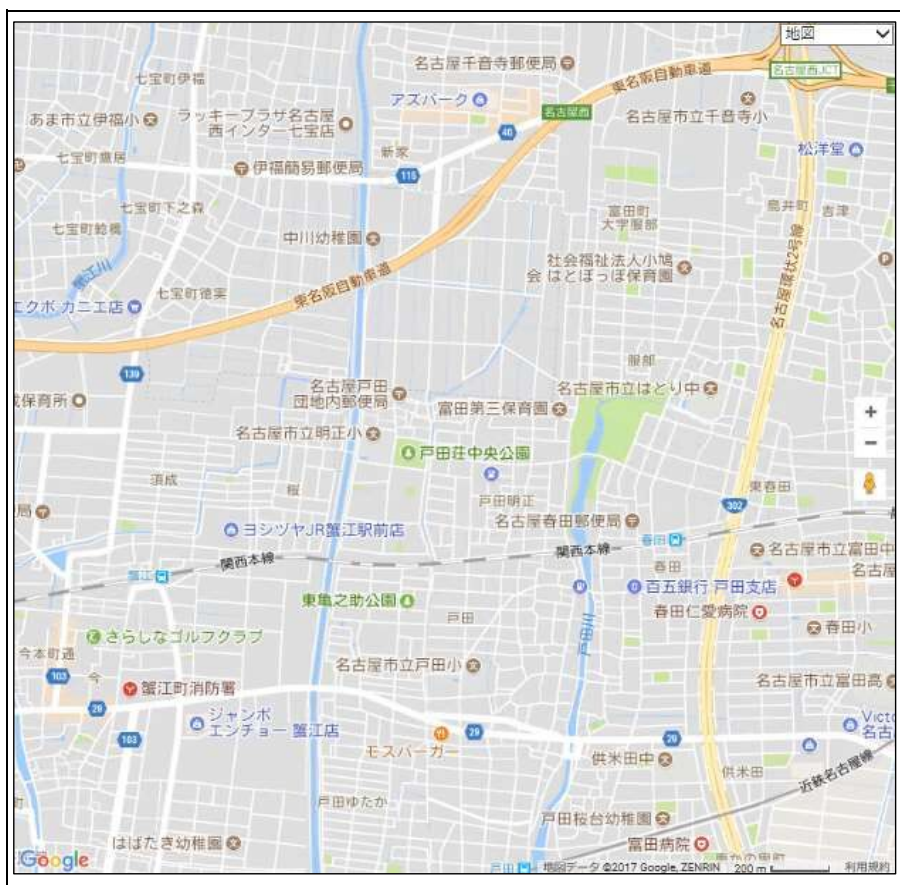 地図
名古屋千音寺郵便局
東名阪自動車道
名古屋西JCT
七宝町伊福
アズパーク
名古屋西
あま市立伊福小
ラッキープラザ名古屋
西インター七宝店
名古屋市立千音寺小
40
新家
松洋堂
七宝町鷹居
伊福簡易郵便局
115
七宝町下之森
富田町
大字服部
鳥井町
吉津
七宝町鯰橋
中川幼稚園
名古屋環状2号線
蟹江川
社会福祉法人小鳩
会 はとぽっぽ保育園
東名阪自動車道
七宝町徳実
エクボ カニエ店
服部
139
名古屋戸田
団地内郵便局
名古屋市立はとり中
成保育所
富田第三保育園
+
名古屋市立明正小
戸田荘中央公園
−
須成
桜
戸田明正
東春田
302
局
ヨシヅヤJR蟹江駅前店
名古屋春田郵便局
春田
関西本線
関西本線
名古屋市立富田中
蟹江
春田
名古屋
百五銀行 戸田支店
東亀之助公園
戸田
春田仁愛病院
春田小
さらしなゴルフクラブ
戸田川
今本町通
名古屋市立戸田小
103
今
蟹江町消防署
名古屋市立富田高
29
ジャンボ
エンチョー 蟹江店
Victo
名古
103
29
29
モスバーガー
供米田中
近鉄名古屋線
供米田
町
戸田ゆたか
戸田桜台幼稚園
はばたき幼稚園
富田病院
Google
戸田
地図データ ©2017 Google, ZENRIN
200 m
利用規約